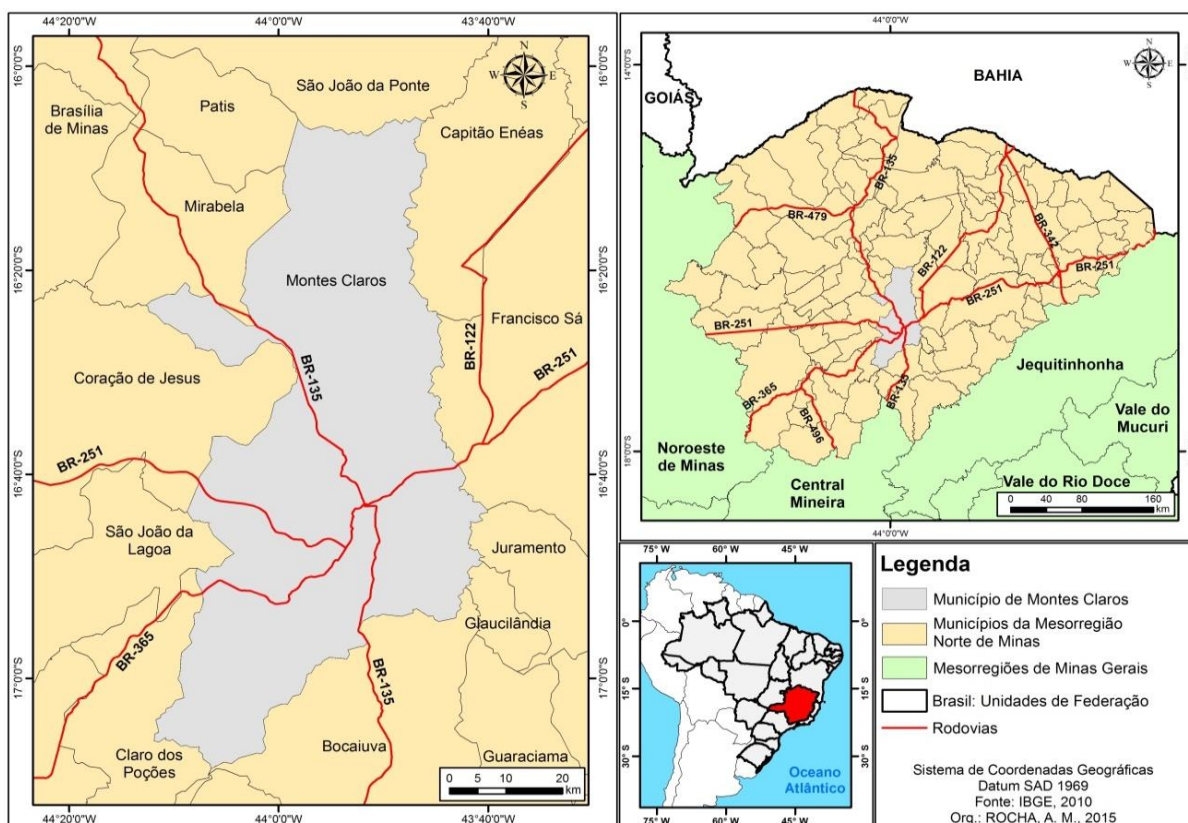 44°20'0"W
44°0'0"W
43°40'0"W
16°0'0"S
16°20'0"S
16°40'0"S
17°0'0"S
N
W
E
S
São João da Ponte
Patis
Brasília
de Minas
Capitão Enéas
Mirabela
Montes Claros
Francisco Sá
BR-122
BR-251
BR-135
Coração de Jesus
BR-251
São João da
Lagoa
Juramento
Glaucilândia
BR-365
BR-135
Claro dos
Poções
Bocaiuva
Guaraciama
0 5 10 20
km
16°0'0"S
16°20'0"S
16°40'0"S
17°0'0"S
44°20'0"W
44°0'0"W
43°40'0"W
44°0'0"W
14°0'0"S
18°0'0"S
BAHIA
GOIÁS
N
W
E
S
BR-135
BR-479
BR-342
BR-122
BR-251
BR-251
BR-251
BR-365
BR-135
BR-496
Jequitinhonha
Vale do
Mucuri
Noroeste
de Minas
Central
Mineira
Vale do Rio Doce
0 40 80 160
km
14°0'0"S
18°0'0"S
44°0'0"W
75° W
60° W
45°W
0°
15°S
30°S
Oceano
Atlântico
0°
15°S
30°S
75° W
60° W
45°W
Legenda
Município de Montes Claros
Municípios da Mesorregião
Norte de Minas
Mesorregiões de Minas Gerais
Brasil: Unidades de Federação
Rodovias
Sistema de Coordenadas Geográficas
Datum SAD 1969
Fonte: IBGE, 2010
Org.: ROCHA, A. M., 2015